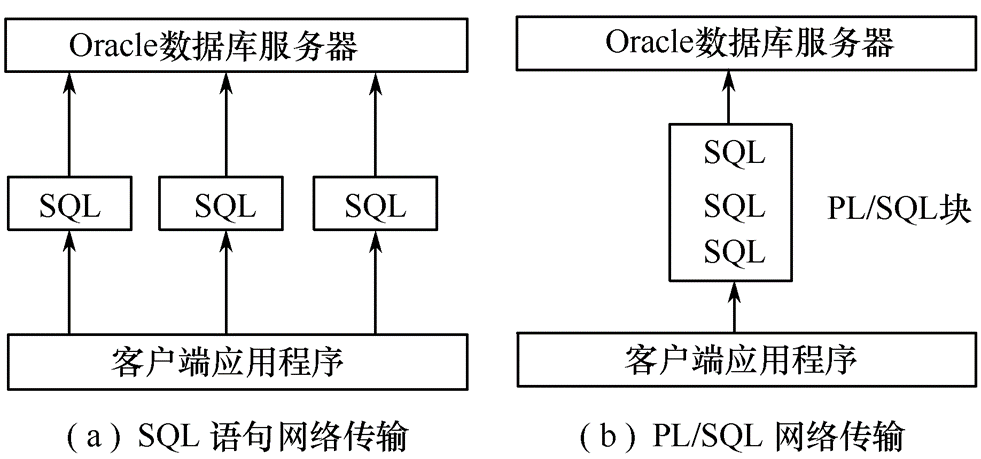 Oracle数据库服务器
SQL
SQL
SQL
客户端应用程序
(a) SQL 语句网络传输
Oracle数据库服务器
SQL
SQL
SQL
PL/SQL块
客户端应用程序
(b) PL/SQL 网络传输